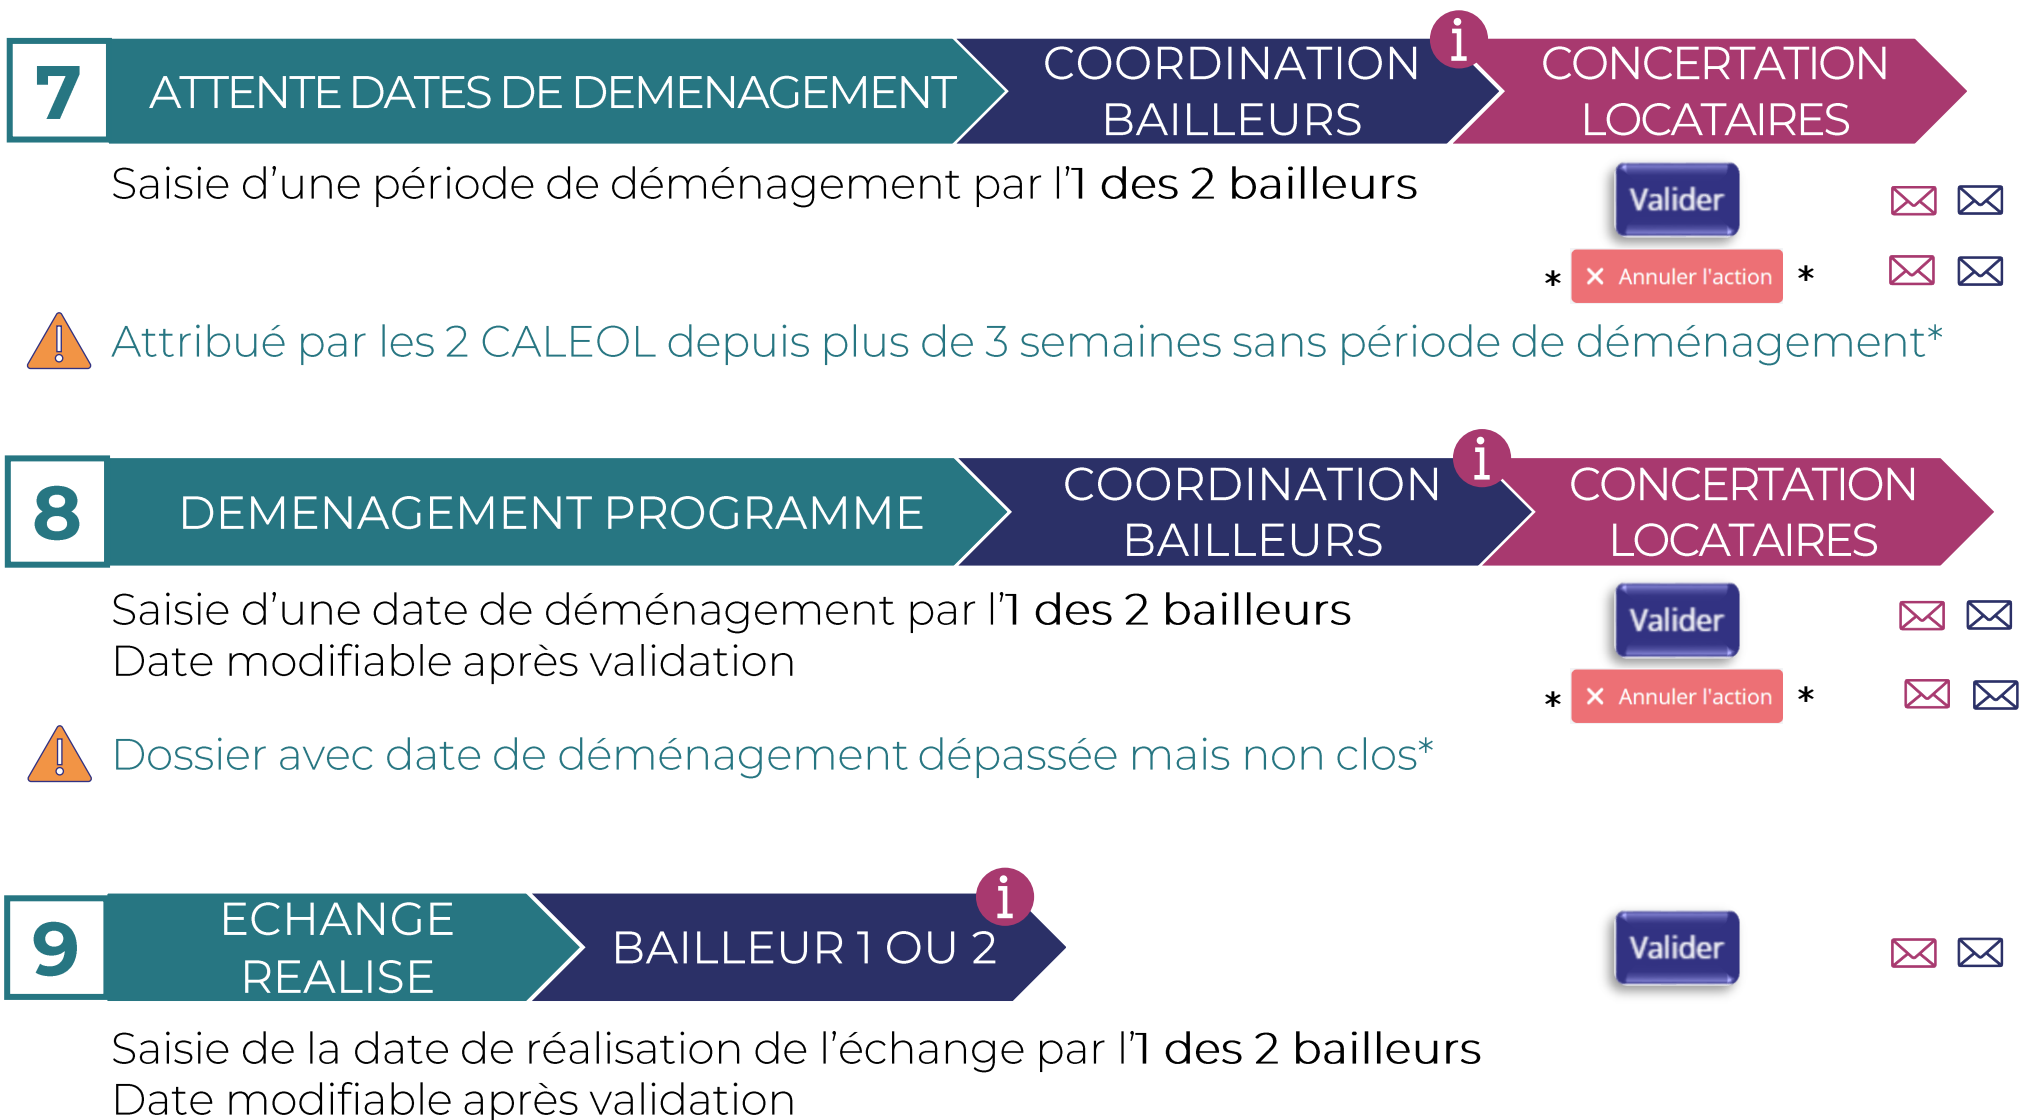 7
ATTENTE DATES DE DEMENAGEMENT
COORDINATION
BAILLEURS
i
CONCERTATION
LOCATAIRES
Saisie d’une période de déménagement par l’1 des 2 bailleurs
Valider
* × Annuler l'action *
! Attribué par les 2 CALEOL depuis plus de 3 semaines sans période de déménagement*
8
DEMENAGEMENT PROGRAMME
COORDINATION
BAILLEURS
i
CONCERTATION
LOCATAIRES
Saisie d’une date de déménagement par l’1 des 2 bailleurs
Date modifiable après validation
Valider
* × Annuler l'action *
! Dossier avec date de déménagement dépassée mais non clos*
9
ECHANGE
REALISE
BAILLEUR 1 OU 2
i
Valider
Saisie de la date de réalisation de l’échange par l’1 des 2 bailleurs
Date modifiable après validation